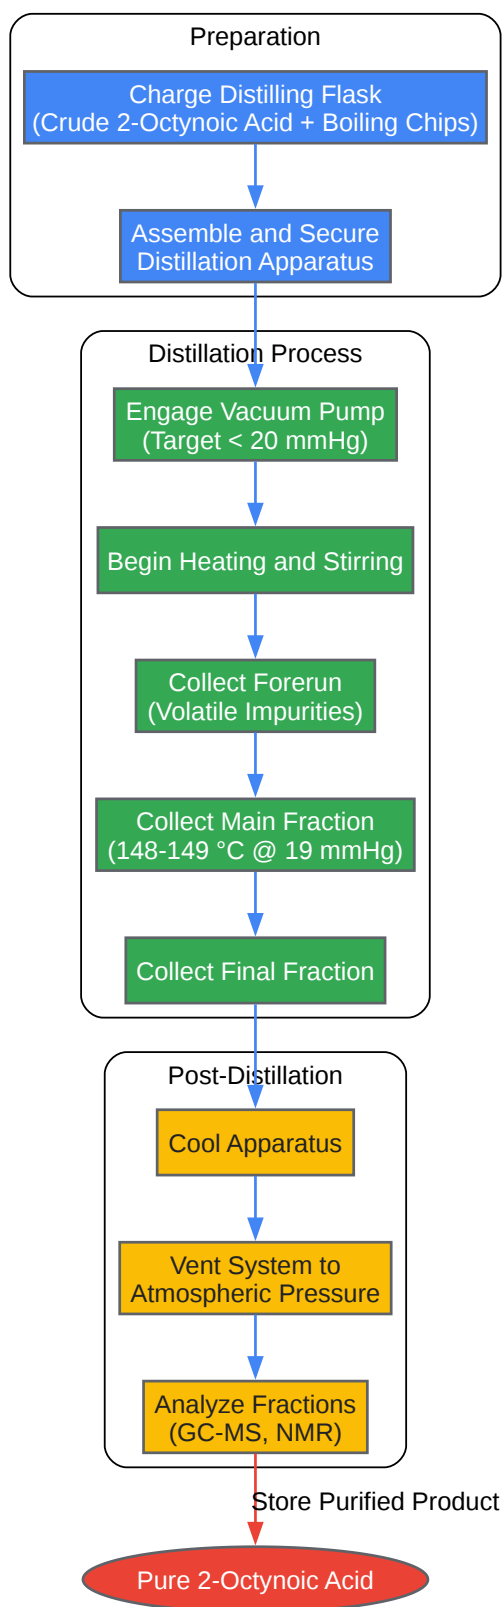 Preparation
Charge Distilling Flask
(Crude 2-Octynoic Acid + Boiling Chips)
Assemble and Secure
Distillation Apparatus
Distillation Process
Engage Vacuum Pump
(Target < 20 mmHg)
Begin Heating and Stirring
Collect Forerun
(Volatile Impurities)
Collect Main Fraction
(148-149 °C @ 19 mmHg)
Collect Final Fraction
Post-Distillation
Cool Apparatus
Vent System to
Atmospheric Pressure
Analyze Fractions
(GC-MS, NMR)
Store Purified Product
Pure 2-Octynoic Acid